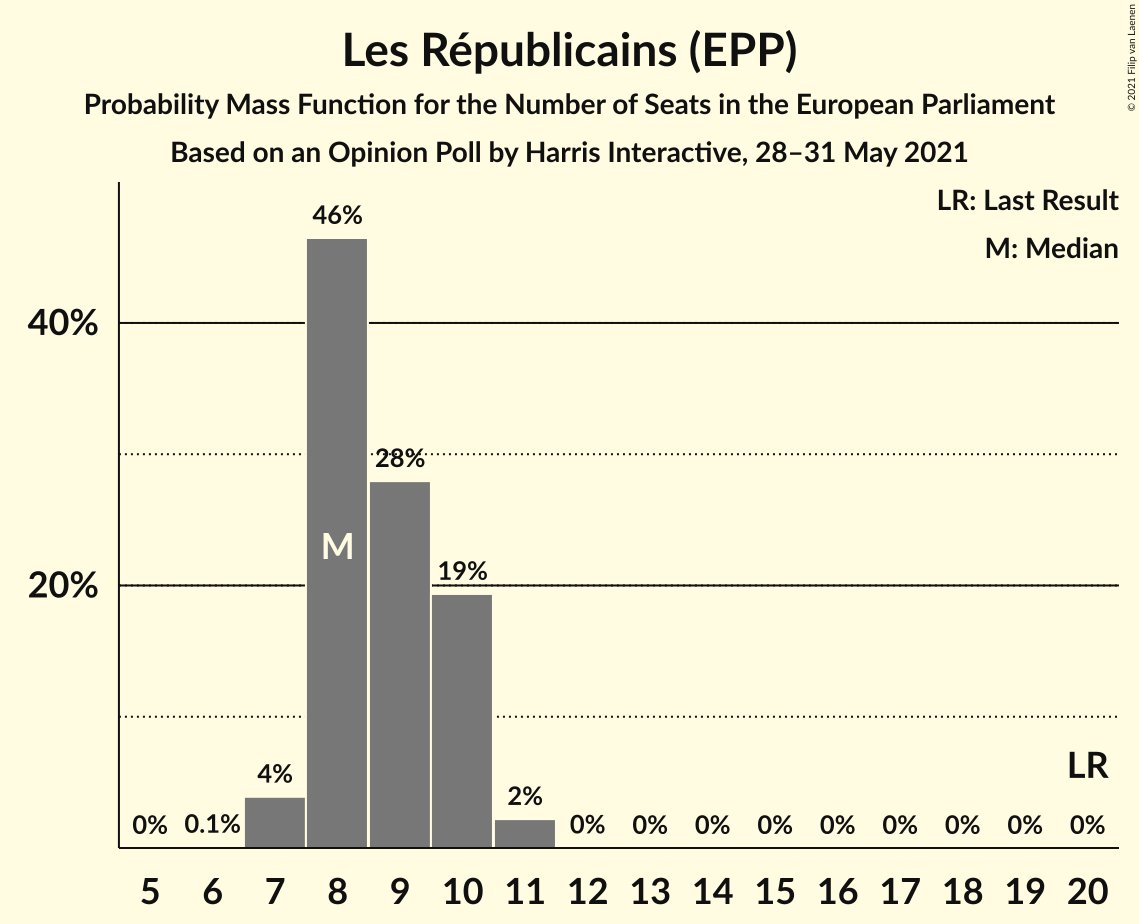 Les Républicains (EPP)
Probability Mass Function for the Number of Seats in the European Parliament
Based on an Opinion Poll by Harris Interactive, 28–31 May 2021
© 2021 Filip van Laenen
LR: Last Result
M: Median
46%
40%
28%
M
19%
20%
LR
4%
2%
0% 0.1% 0% 0% 0% 0% 0% 0% 0% 0% 0%
5 6 7 8 9 10 11 12 13 14 15 16 17 18 19 20